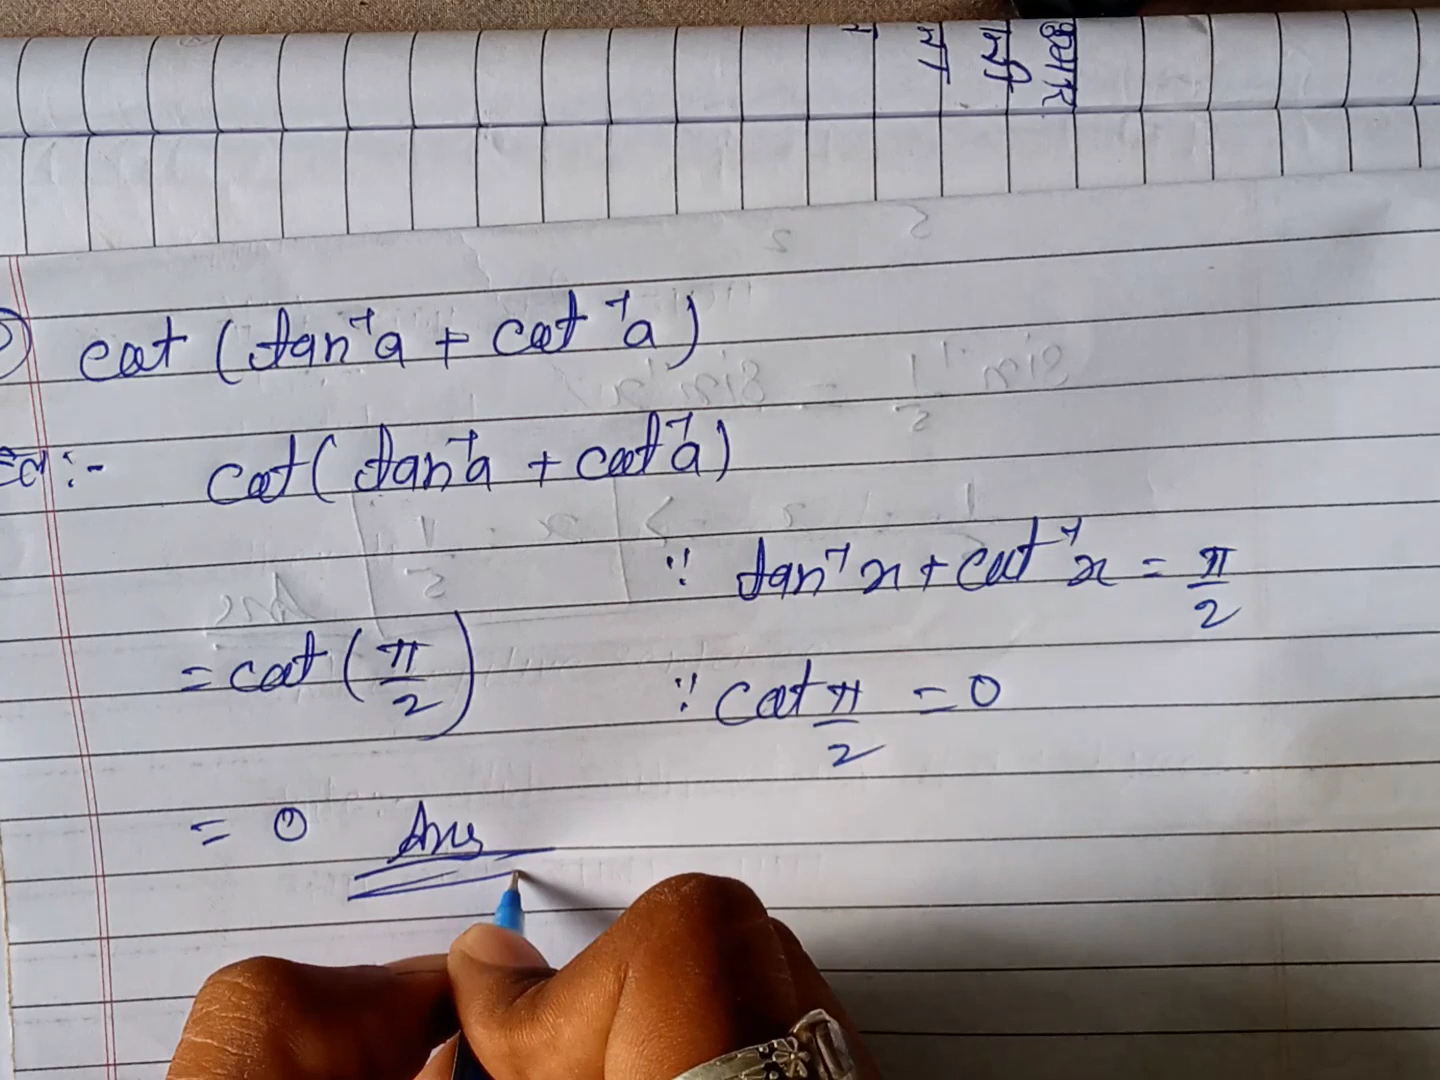 cot (tan⁻¹a + cot⁻¹a)
cot (tan⁻¹a + cot⁻¹a)
∵ tan⁻¹x + cot⁻¹x = π/2
= cot (π/2) ∵ cot π/2 = 0
= 0 Ans